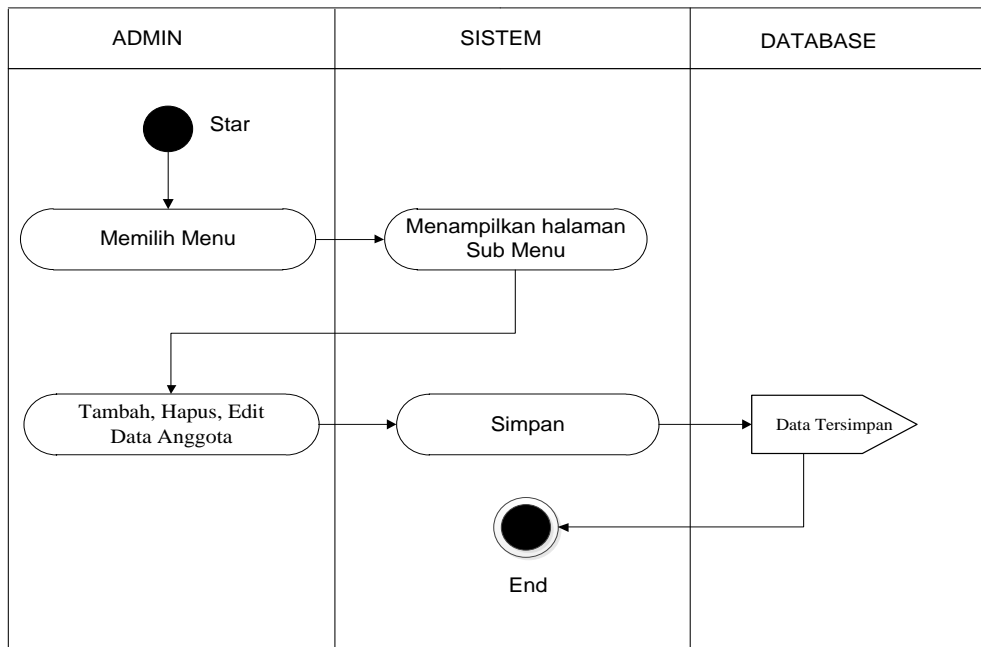 ADMIN
SISTEM
DATABASE
Star
Memilih Menu
Menampilkan halaman
Sub Menu
Tambah, Hapus, Edit
Data Anggota
Simpan
Data Tersimpan
End